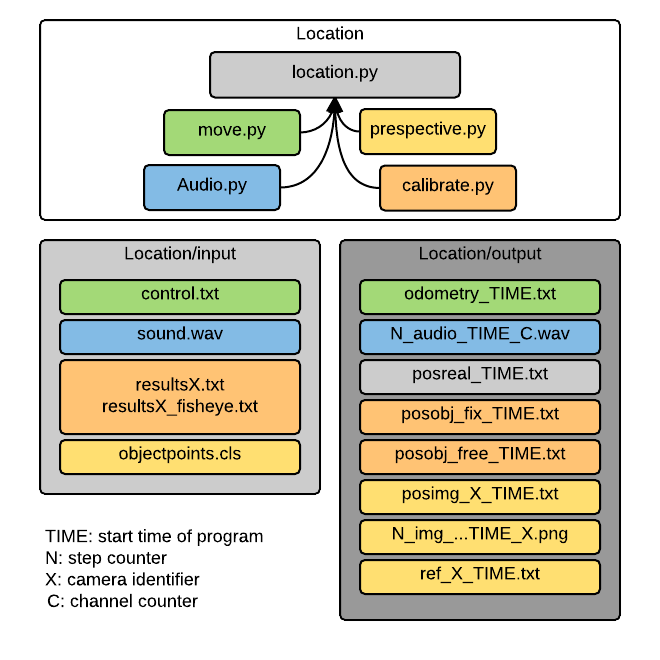 Location
location.py
move.py
prespective.py
Audio.py
calibrate.py
Location/input
control.txt
sound.wav
resultsX.txt
resultsX_fisheye.txt
objectpoints.cls
Location/output
odometry_TIME.txt
N_audio_TIME_C.wav
posreal_TIME.txt
posobj_fix_TIME.txt
posobj_free_TIME.txt
posimg_X_TIME.txt
N_img_...TIME_X.png
ref_X_TIME.txt
TIME: start time of program
N: step counter
X: camera identifier
C: channel counter